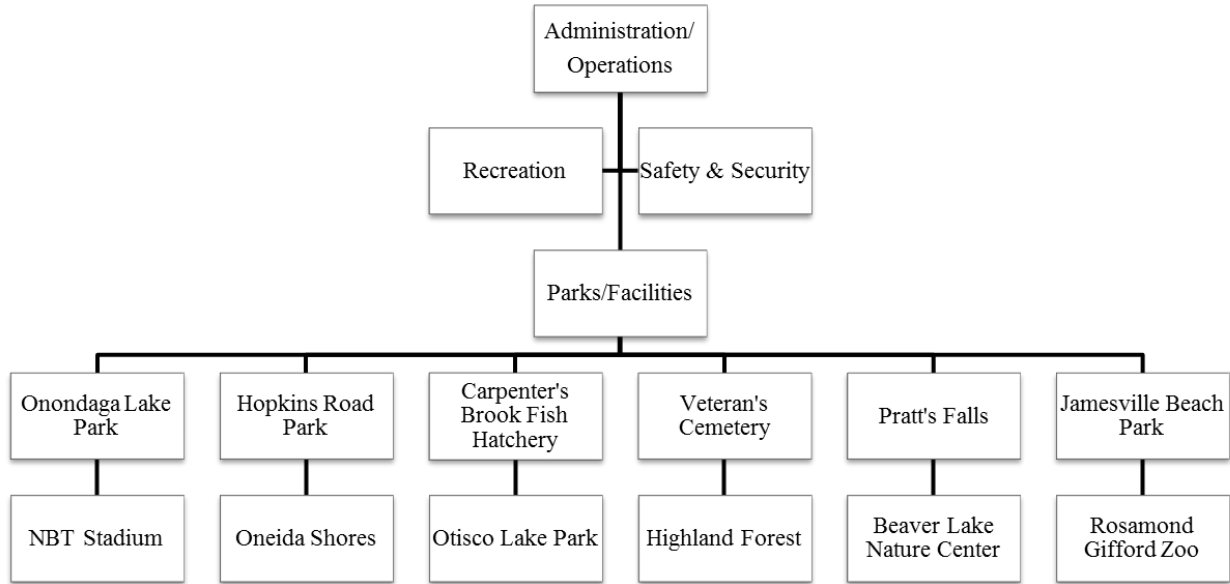 Administration/
Operations
Recreation
Safety & Security
Parks/Facilities
Onondaga Lake
Park
Hopkins Road
Park
Carpenter's
Brook Fish
Hatchery
Veteran's
Cemetery
Pratt's Falls
Jamesville Beach
Park
NBT Stadium
Oneida Shores
Otisco Lake Park
Highland Forest
Beaver Lake
Nature Center
Rosamond
Gifford Zoo